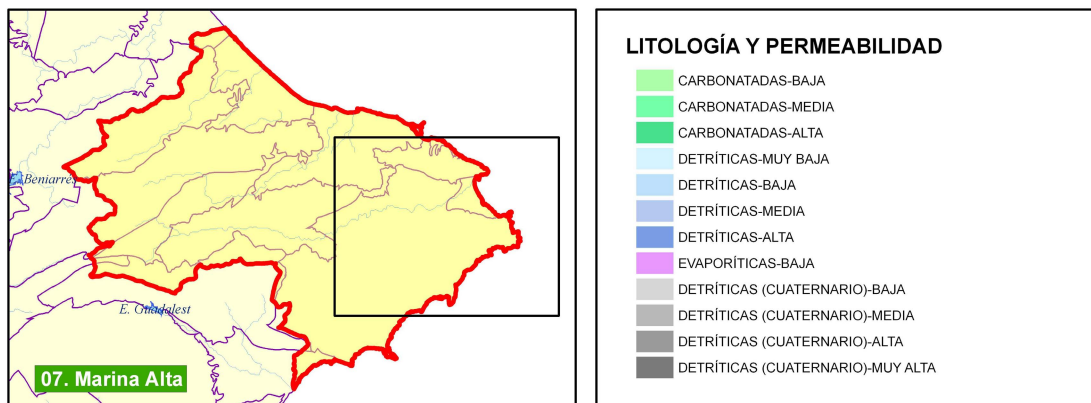 E. Beniarrés
E. Guadalest
07. Marina Alta
LITOLOGÍA Y PERMEABILIDAD
CARBONATADAS-BAJA
CARBONATADAS-MEDIA
CARBONATADAS-ALTA
DETRÍTICAS-MUY BAJA
DETRÍTICAS-BAJA
DETRÍTICAS-MEDIA
DETRÍTICAS-ALTA
EVAPORÍTICAS-BAJA
DETRÍTICAS (CUATERNARIO)-BAJA
DETRÍTICAS (CUATERNARIO)-MEDIA
DETRÍTICAS (CUATERNARIO)-ALTA
DETRÍTICAS (CUATERNARIO)-MUY ALTA